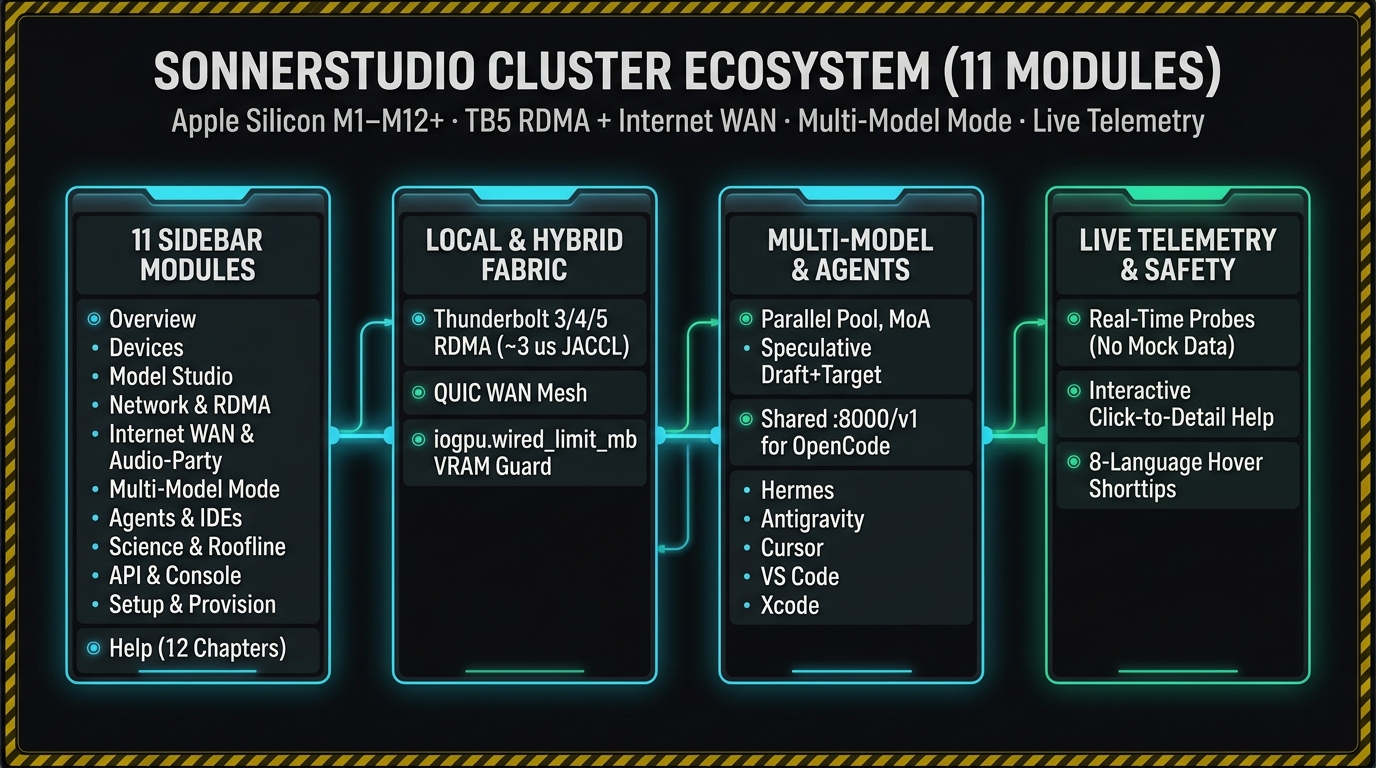 SONNERSTUDIO CLUSTER ECOSYSTEM (11 MODULES)
Apple Silicon M1–M12+ · TB5 RDMA + Internet WAN · Multi-Model Mode · Live Telemetry
11 SIDEBAR
MODULES
Overview
Devices
Model Studio
Network & RDMA
Internet WAN &
Audio-Party
Multi-Model Mode
Agents & IDEs
Science & Roofline
API & Console
Setup & Provision
Help (12 Chapters)
LOCAL & HYBRID
FABRIC
Thunderbolt 3/4/5
RDMA (~3 us JACCL)
QUIC WAN Mesh
iogpu.wired_limit_mb
VRAM Guard
MULTI-MODEL
& AGENTS
Parallel Pool, MoA
Speculative
Draft+Target
Shared :8000/v1
for OpenCode
Hermes
Antigravity
Cursor
VS Code
Xcode
LIVE TELEMETRY
& SAFETY
Real-Time Probes
(No Mock Data)
Interactive
Click-to-Detail Help
8-Language Hover
Shorttips